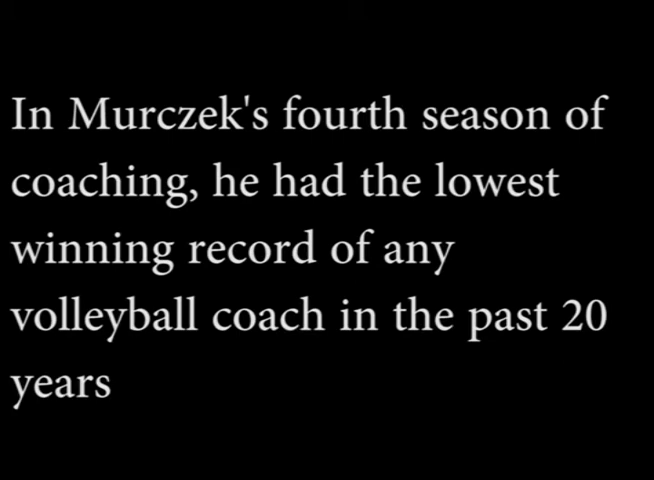 In Murczek's fourth season of
coaching, he had the lowest
winning record of any
volleyball coach in the past 20
years